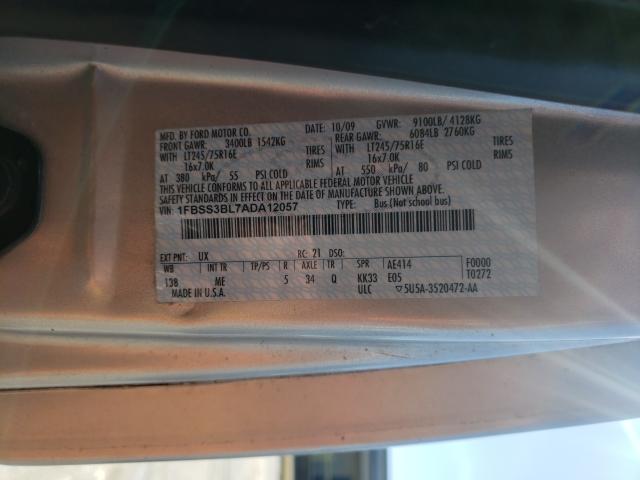 MFD. BY FORD MOTOR CO.
DATE: 10/09 GVWR: 9100LB/ 4128KG
FRONT GAWR: 3400LB 1542KG
REAR GAWR: 6084LB 2760KG
WITH LT245/75R16E TIRES
WITH LT245/75R16E TIRES
16x7.0K RIMS
16x7.0K RIMS
AT 380 kPa/ 55 PSI COLD
AT 550 kPa/ 80 PSI COLD
THIS VEHICLE CONFORMS TO ALL APPLICABLE FEDERAL MOTOR VEHICLE
SAFETY STANDARDS IN EFFECT ON THE DATE OF MANUFACTURE SHOWN ABOVE.
VIN: 1FBSS3BL7ADA12057
TYPE: Bus.(Not school bus)
EXT PNT: UX RC: 21 DSO:
WB INT TR TP/PS R AXLE TR SPR AE414 F0000
138 ME 5 34 Q KK33 E05 T0272
MADE IN U.S.A. ULC ▽5U5A-3520472-AA